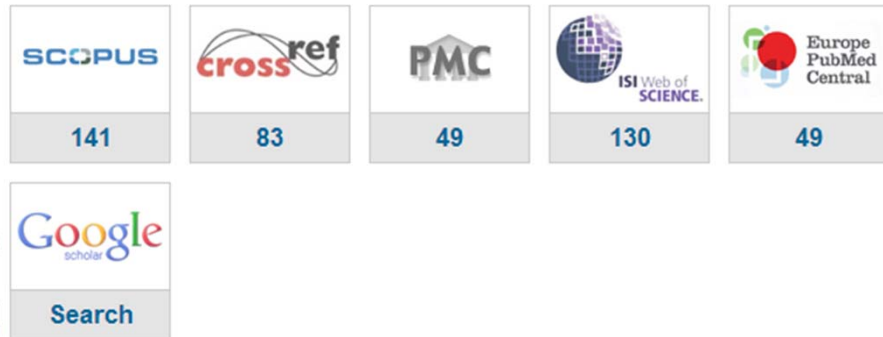 SCOPUS
crossref
PMC
ISI Web of
SCIENCE.
Europe
PubMed
Central
141
83
49
130
49
Google
scholar
Search